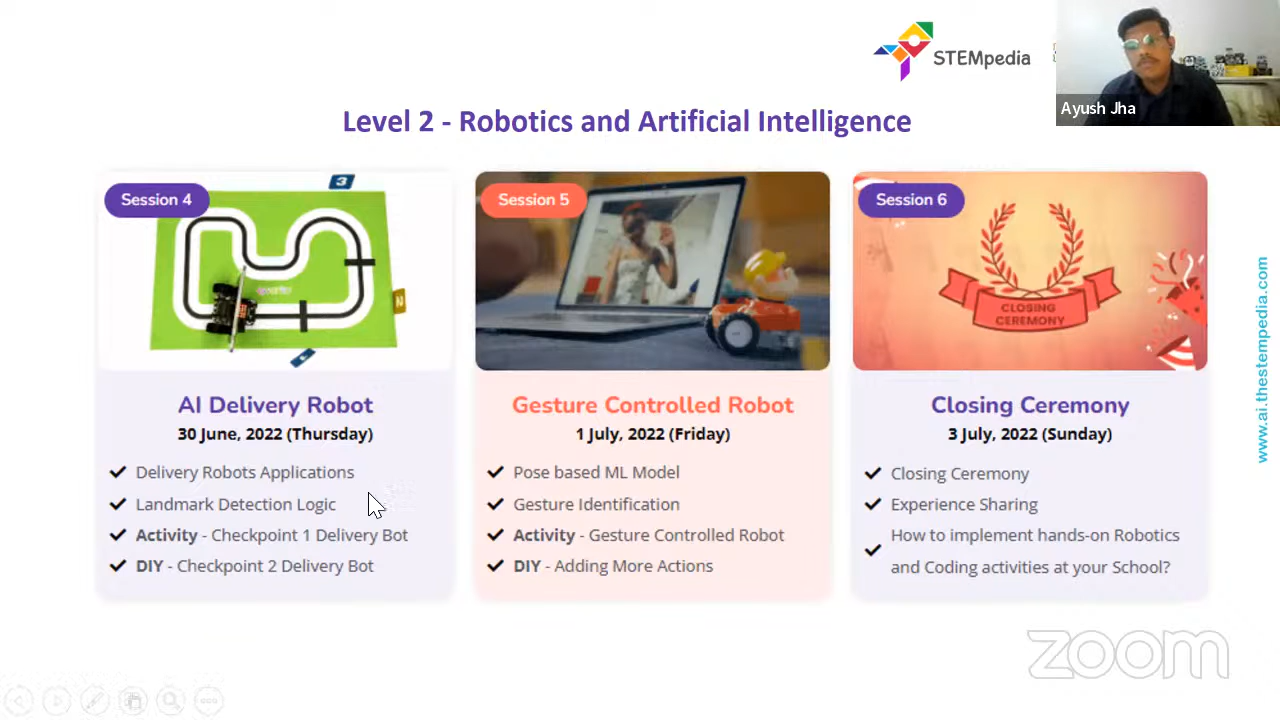 STEMpedia
Ayush Jha
Level 2 - Robotics and Artificial Intelligence
Session 4
3
2
AI Delivery Robot
30 June, 2022 (Thursday)
Delivery Robots Applications
Landmark Detection Logic
Activity - Checkpoint 1 Delivery Bot
DIY - Checkpoint 2 Delivery Bot
Session 5
Gesture Controlled Robot
1 July, 2022 (Friday)
Pose based ML Model
Gesture Identification
Activity - Gesture Controlled Robot
DIY - Adding More Actions
Session 6
CLOSING
CEREMONY
Closing Ceremony
3 July, 2022 (Sunday)
Closing Ceremony
Experience Sharing
How to implement hands-on Robotics
and Coding activities at your School?
www.ai.thestempedia.com
zoom